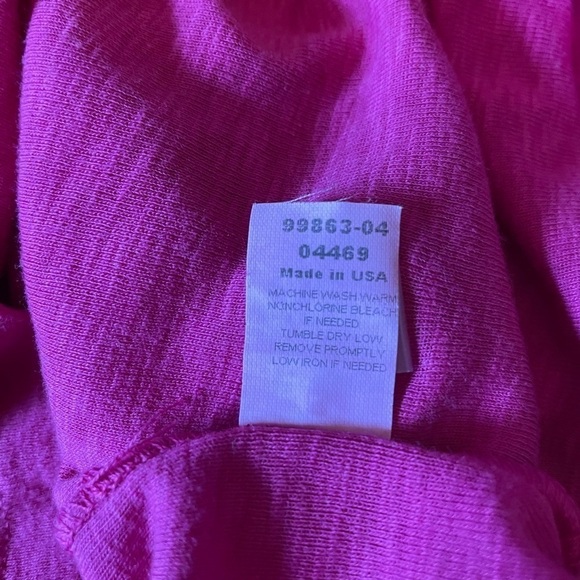 99863-04
04469
Made in USA
MACHINE WASH WARM
NONCHLORINE BLEACH
IF NEEDED
TUMBLE DRY LOW
REMOVE PROMPTLY
LOW IRON IF NEEDED